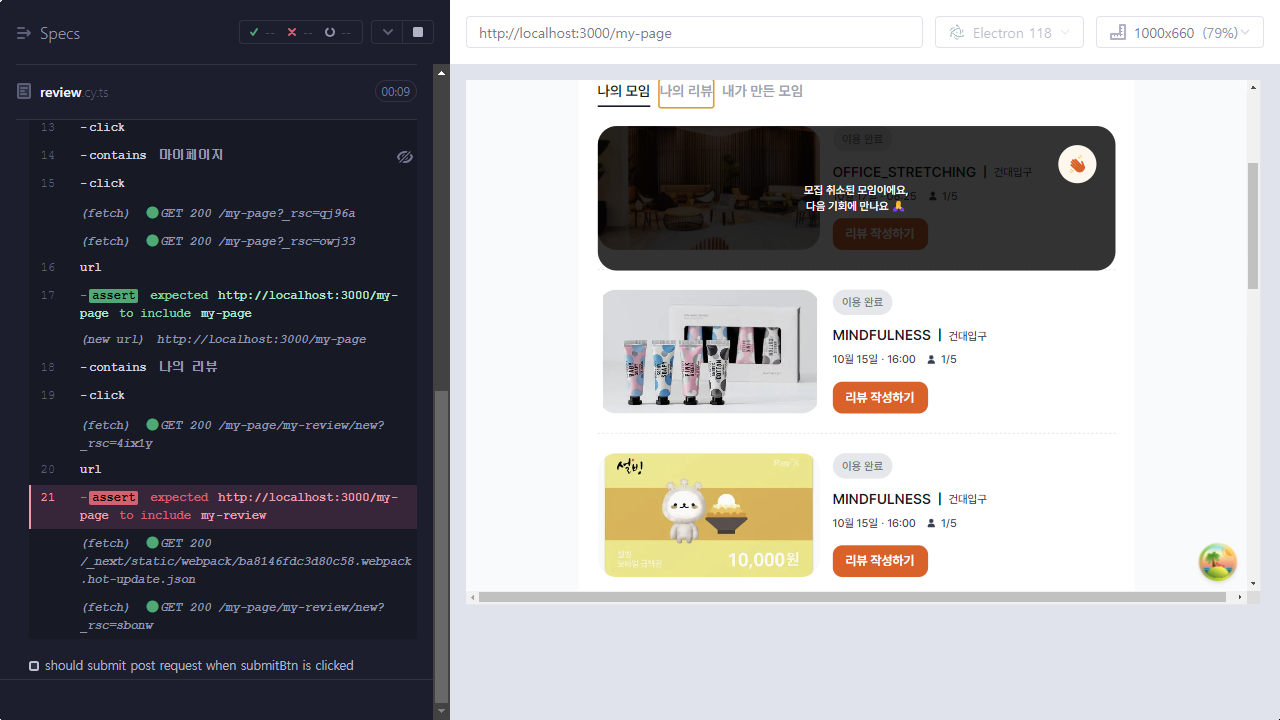 Specs
-- -- --
review cy.ts
00:09
13 -click
14 -contains 마이페이지
15 -click
(fetch) GET 200 /my-page?_rsc=qj96a
(fetch) GET 200 /my-page?_rsc=owj33
16 url
17 -assert expected http://localhost:3000/my-
page to include my-page
(new url) http://localhost:3000/my-page
18 -contains 나의 리뷰
19 -click
(fetch) GET 200 /my-page/my-review/new?
_rsc=4ix1y
20 url
21 -assert expected http://localhost:3000/my-
page to include my-review
(fetch) GET 200
/_next/static/webpack/ba8146fdc3d80c58.webpack
.hot-update.json
(fetch) GET 200 /my-page/my-review/new?
_rsc=sbonw
should submit post request when submitBtn is clicked
http://localhost:3000/my-page
Electron 118
1000x660 (79%)
나의 모임 나의 리뷰 내가 만든 모임
이용 완료
OFFICE_STRETCHING | 건대입구
모집 취소된 모임이에요,
다음 기회에 만나요 🙏
1/5
리뷰 작성하기
이용 완료
MINDFULNESS | 건대입구
10월 15일 · 16:00 1/5
리뷰 작성하기
설빙
이용 완료
MINDFULNESS | 건대입구
10월 15일 · 16:00 1/5
설빙
모바일 금액권
10,000원
리뷰 작성하기